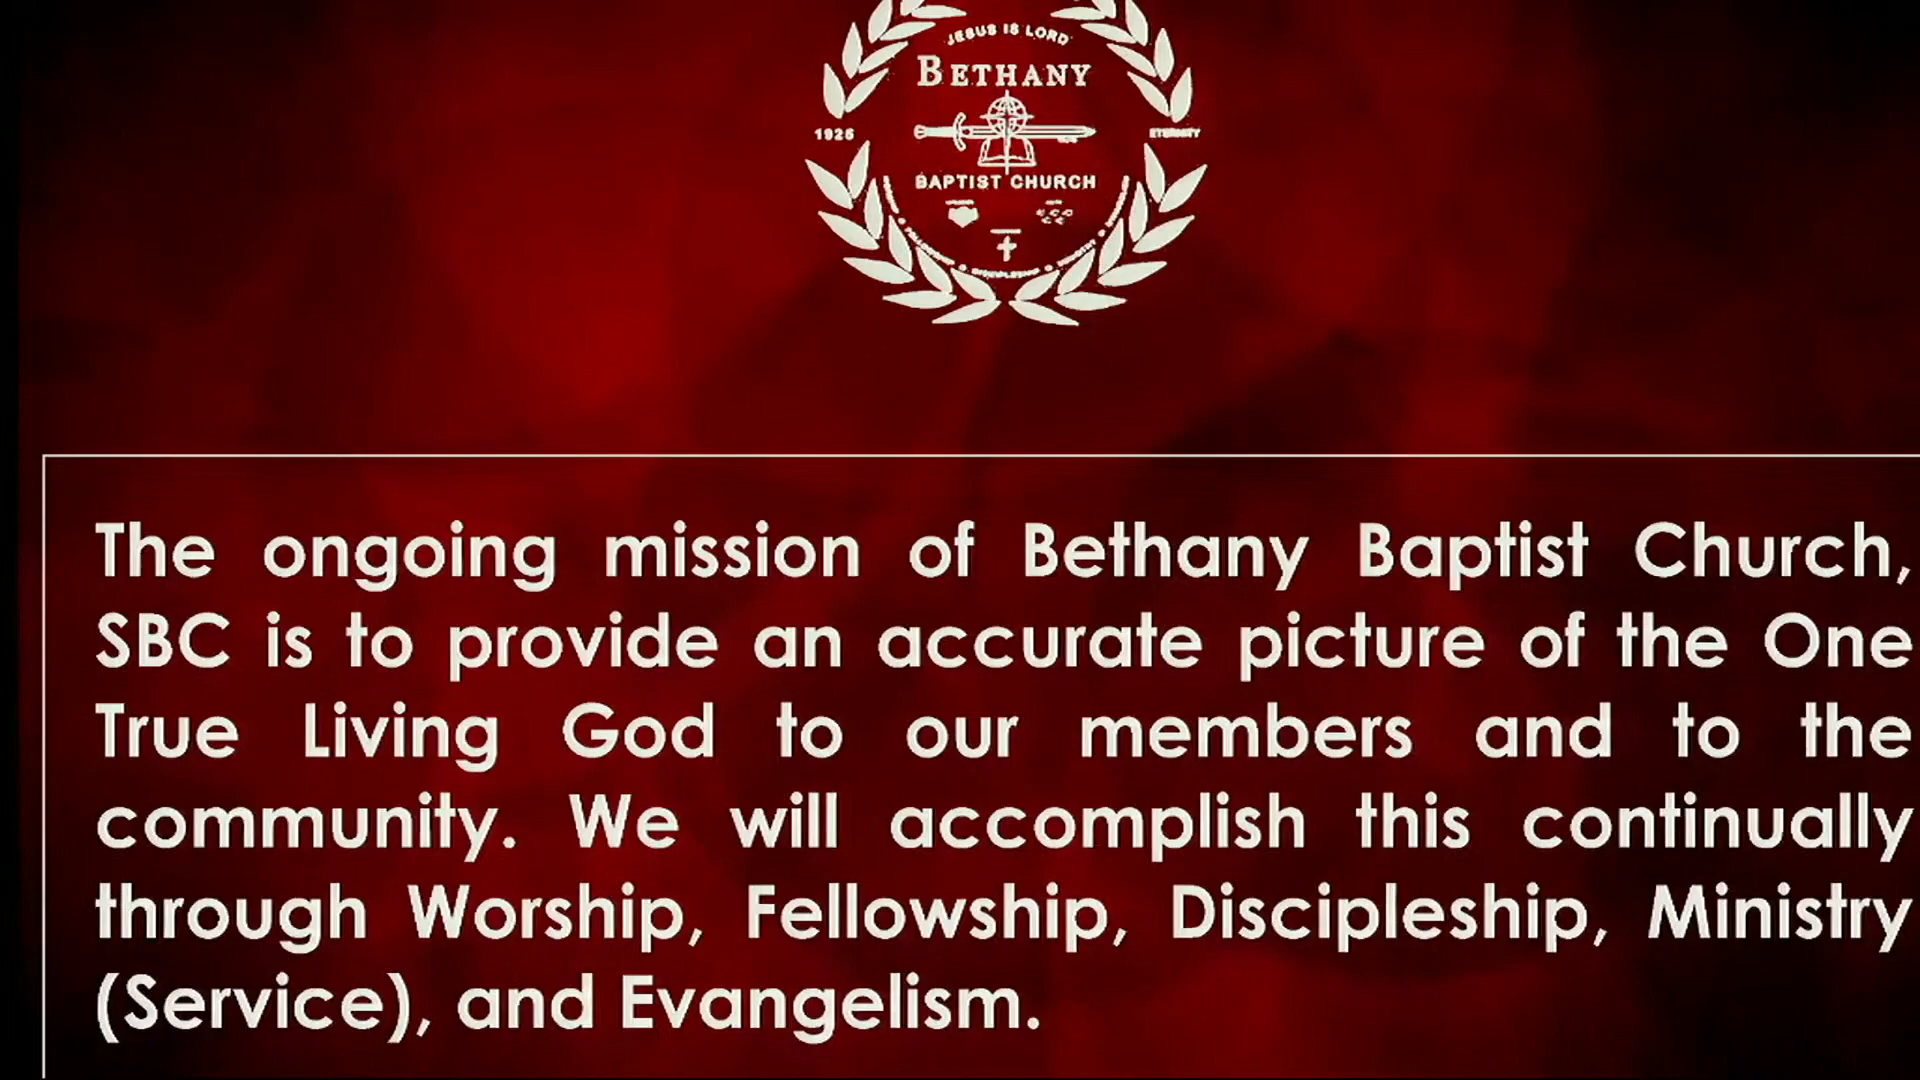 JESUS IS LORD
BETHANY
1926 ETERNITY
BAPTIST CHURCH
The ongoing mission of Bethany Baptist Church,
SBC is to provide an accurate picture of the One
True Living God to our members and to the
community. We will accomplish this continually
through Worship, Fellowship, Discipleship, Ministry
(Service), and Evangelism.